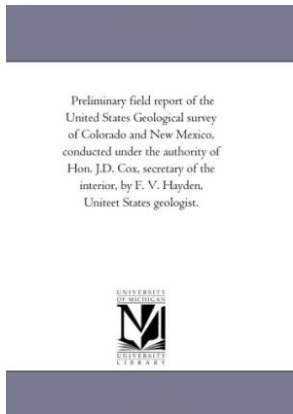 Preliminary field report of the
United States Geological survey
of Colorado and New Mexico,
conducted under the authority of
Hon. J.D. Cox, secretary of the
interior, by F. V. Hayden,
Uniteet States geologist.
UNIVERSITY
OF MICHIGAN
UNIVERSITY
LIBRARY